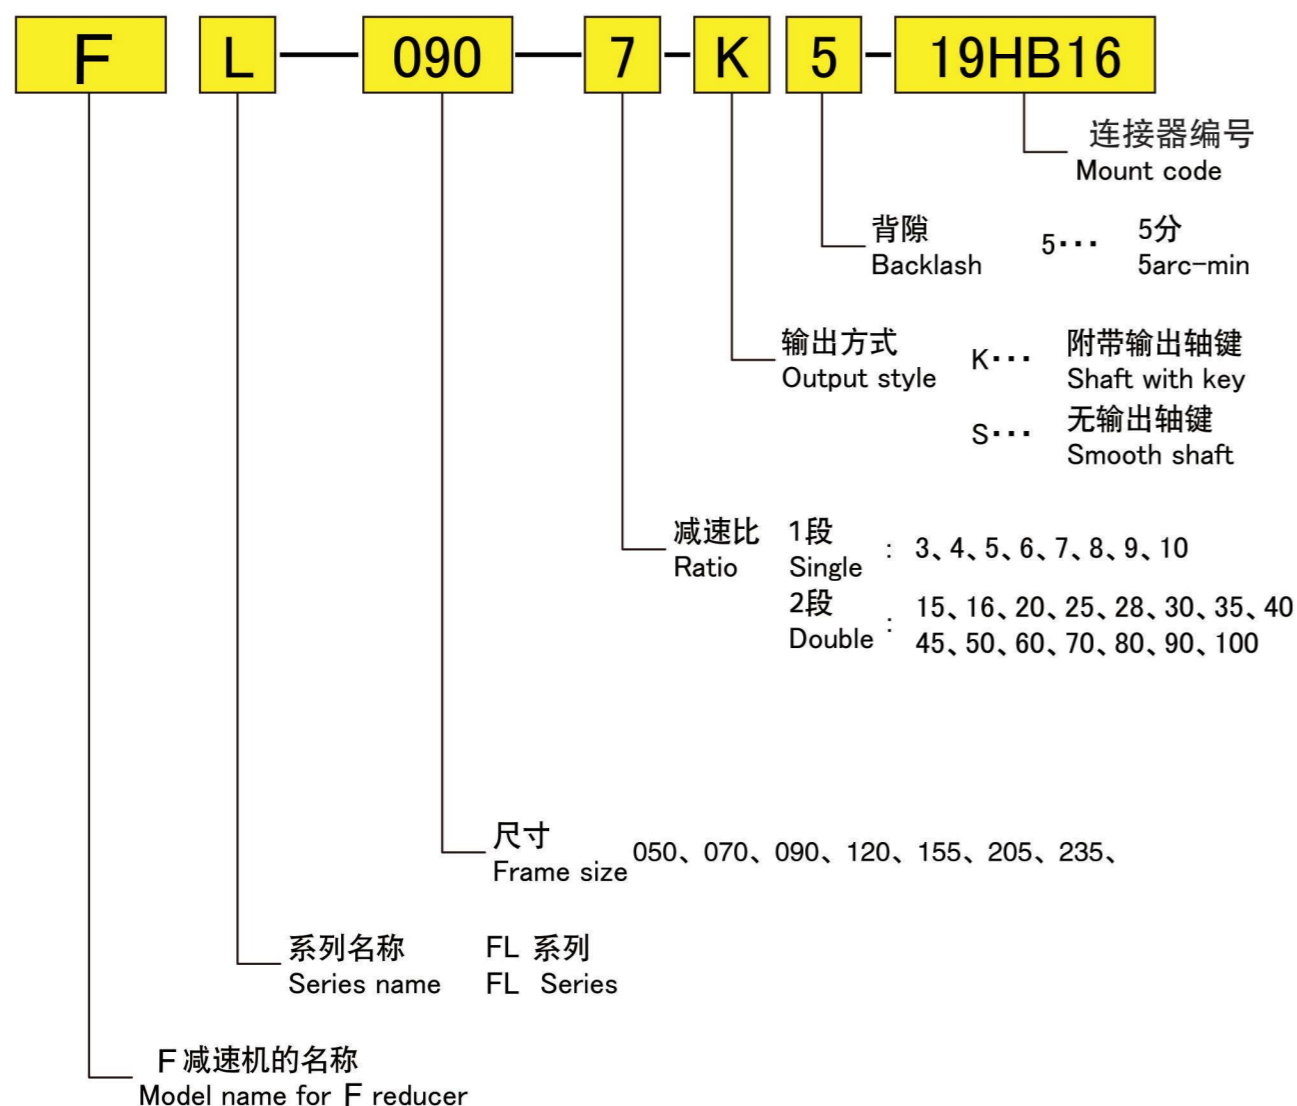 F L — 090 — 7 - K 5 - 19HB16
连接器编号
Mount code
背隙 5··· 5分
Backlash 5arc-min
输出方式 K··· 附带输出轴键
Output style Shaft with key
S··· 无输出轴键
Smooth shaft
减速比 1段 : 3、4、5、6、7、8、9、10
Ratio Single
2段 : 15、16、20、25、28、30、35、40
Double 45、50、60、70、80、90、100
尺寸 050、070、090、120、155、205、235、
Frame size
系列名称 FL 系列
Series name FL Series
F减速机的名称
Model name for F reducer